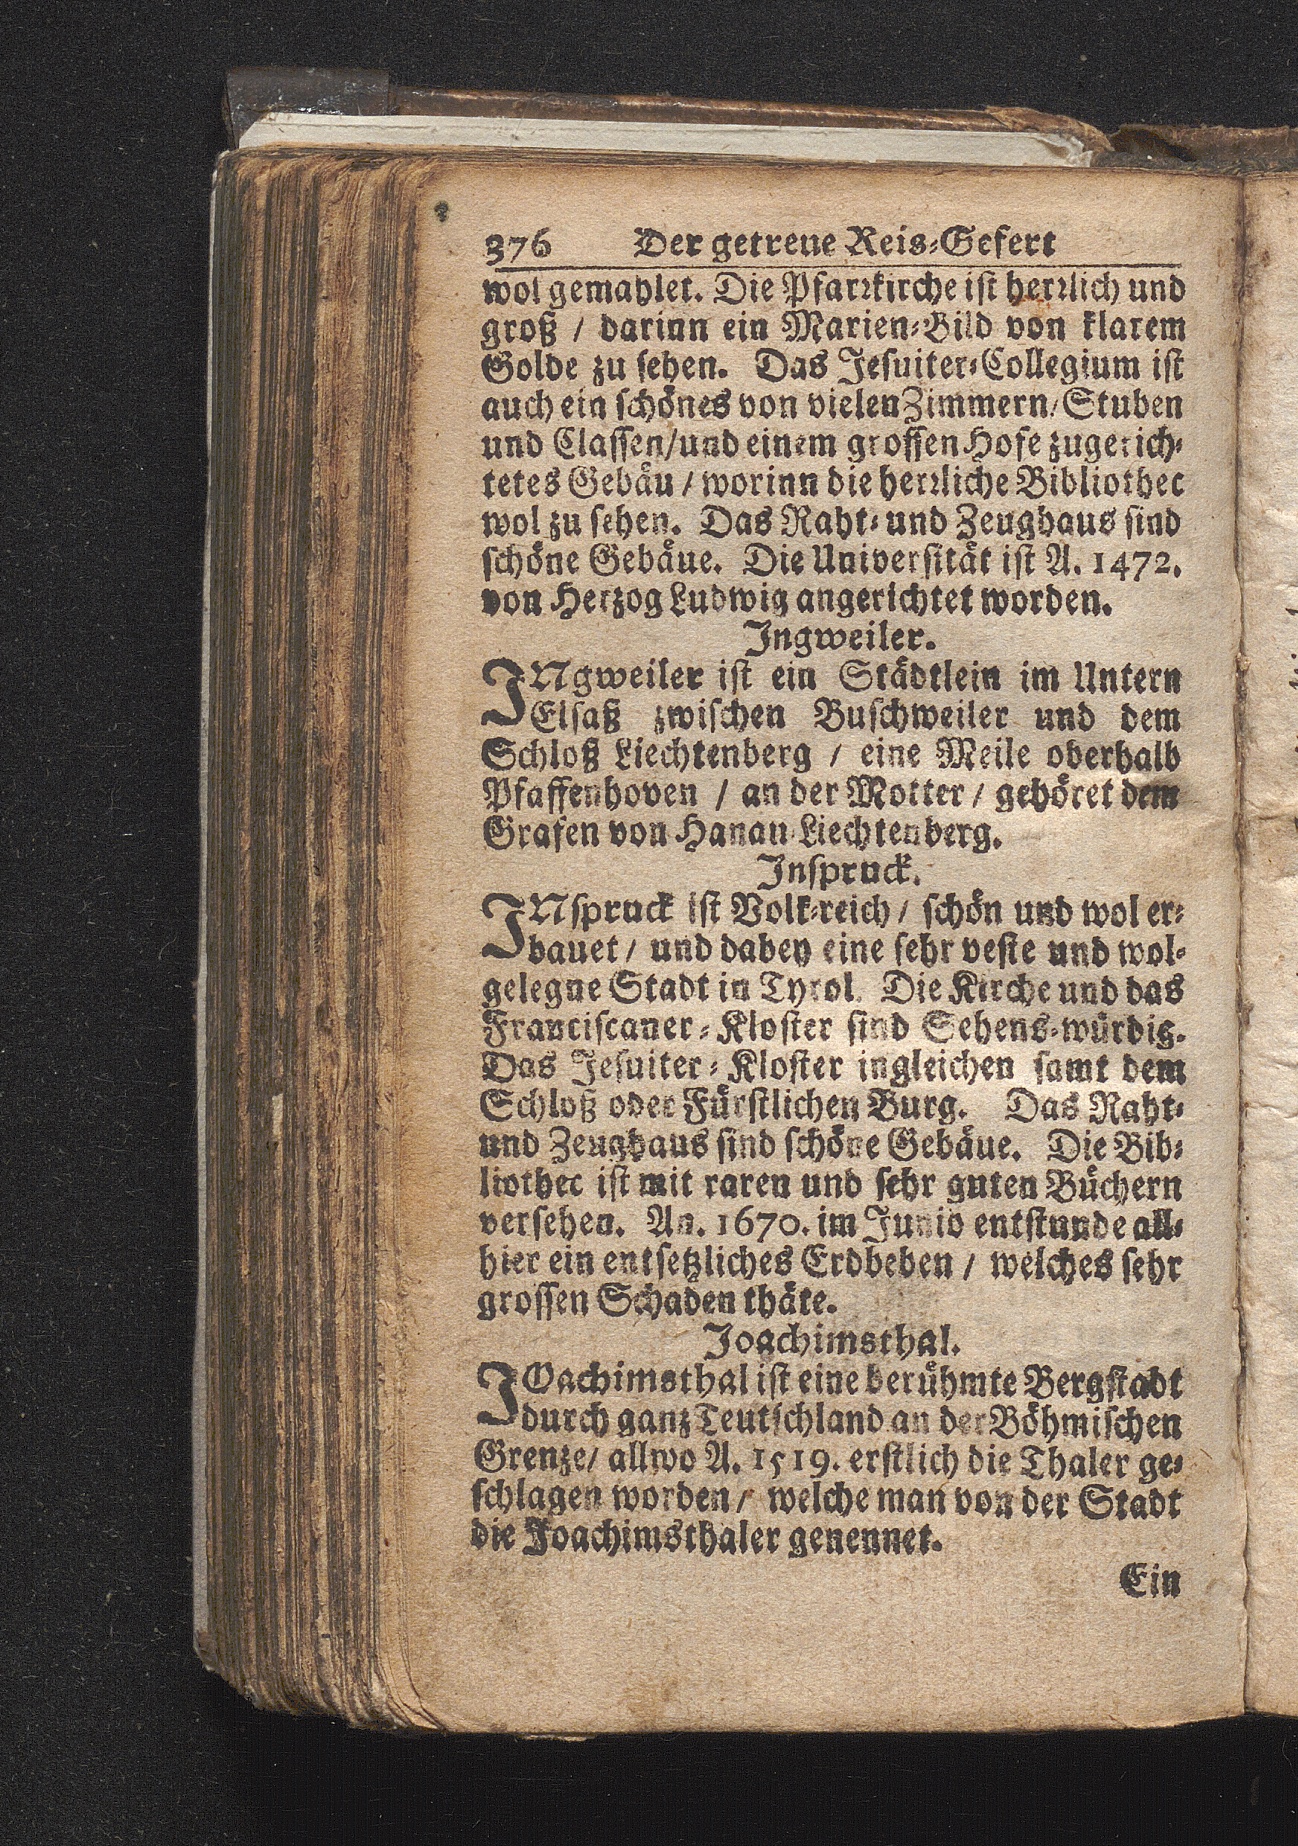 376 Der getreue Reis-Gefert
wol gemahlet. Die Pfarrkirche ist herrlich und
groß / darinn ein Marien-Bild von klarem
Golde zu sehen. Das Jesuiter-Collegium ist
auch ein schönes von vielen Zimmern / Stuben
und Classen / und einem grossen Hofe zugerich-
tetes Gebäu / worinn die herrliche Bibliothec
wol zu sehen. Das Raht- und Zeughaus sind
schöne Gebäue. Die Universität ist A. 1472.
von Hertzog Ludwig angerichtet worden.
Ingweiler.
INgweiler ist ein Städtlein im Untern
Elsaß zwischen Buschweiler und dem
Schloß Liechtenberg / eine Meile oberhalb
Pfaffenhoven / an der Motter / gehöret dem
Grafen von Hanau-Liechtenberg.
Inspruck.
INspruck ist Volk-reich / schön und wol er-
bauet / und dabey eine sehr veste und wol-
gelegne Stadt in Tyrol. Die Kirche und das
Franciscaner-Kloster sind Sehens-würdig.
Das Jesuiter-Kloster ingleichen samt dem
Schloß oder Fürstlichen Burg. Das Raht-
und Zeughaus sind schöne Gebäue. Die Bib-
liothec ist mit raren und sehr guten Büchern
versehen. An. 1670. im Junio entstunde all-
hier ein entsetzliches Erdbeben / welches sehr
grossen Schaden thäte.
Joachimsthal.
JOachimsthal ist eine berühmte Bergstadt
durch ganz Teutschland an der Böhmischen
Grenze / allwo A. 1519. erstlich die Thaler ge-
schlagen worden / welche man von der Stadt
die Joachimsthaler genennet.
Ein